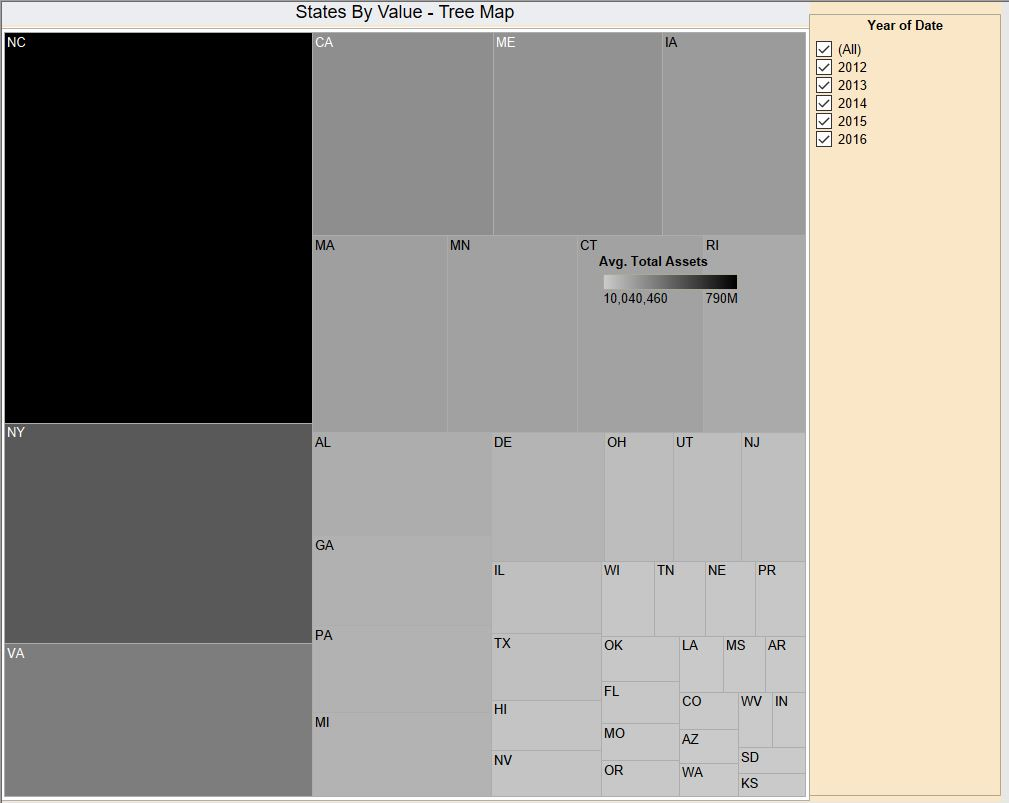 States By Value - Tree Map
NC
CA
ME
IA
MA
MN
CT
RI
Avg. Total Assets
10,040,460 790M
NY
VA
AL
GA
PA
MI
DE
OH
UT
NJ
IL
TX
HI
NV
WI
TN
NE
PR
OK
FL
MO
OR
LA
MS
AR
CO
AZ
WA
WV
IN
SD
KS
Year of Date
(All)
2012
2013
2014
2015
2016